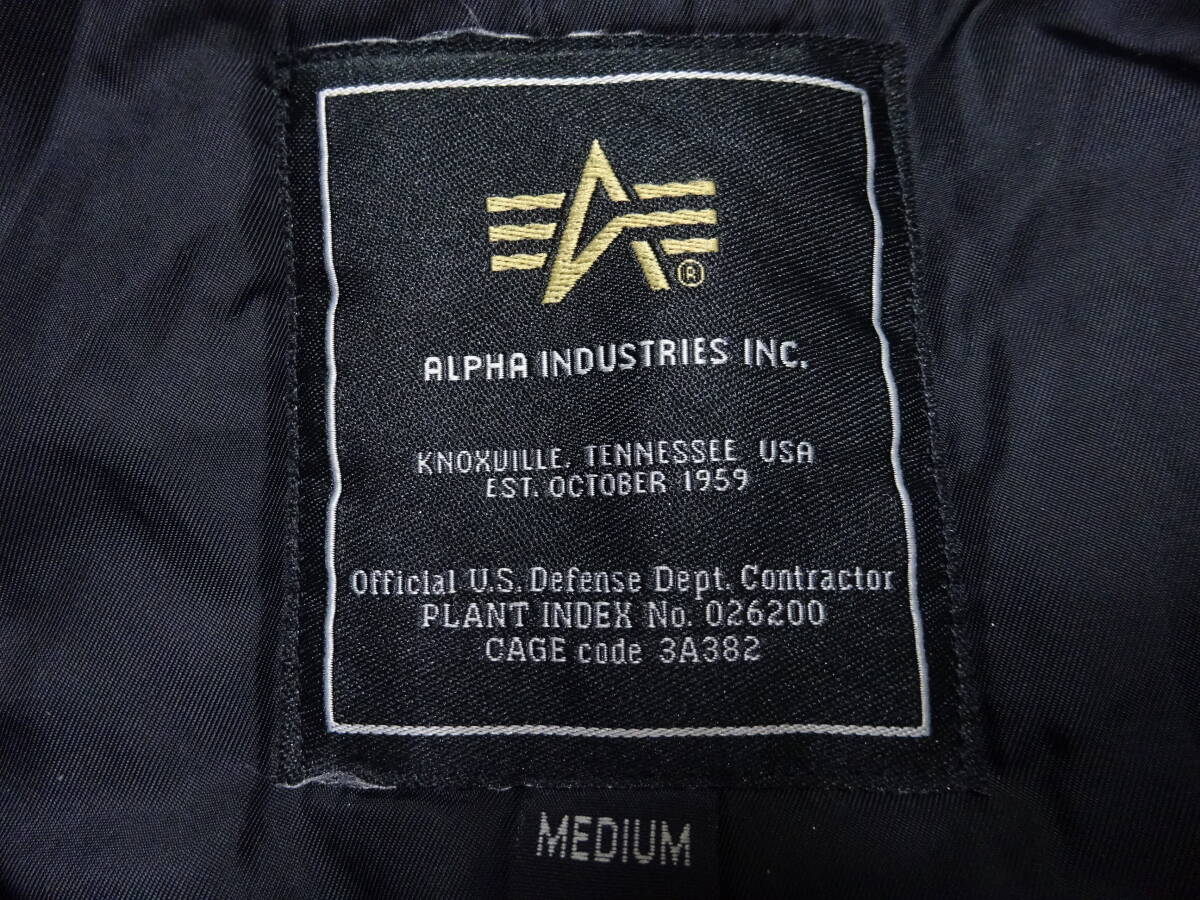 ®
ALPHA INDUSTRIES INC.
KNOXVILLE, TENNESSEE USA
EST. OCTOBER 1959
Official U.S. Defense Dept. Contractor
PLANT INDEX No. 026200
CAGE code 3A382
MEDIUM